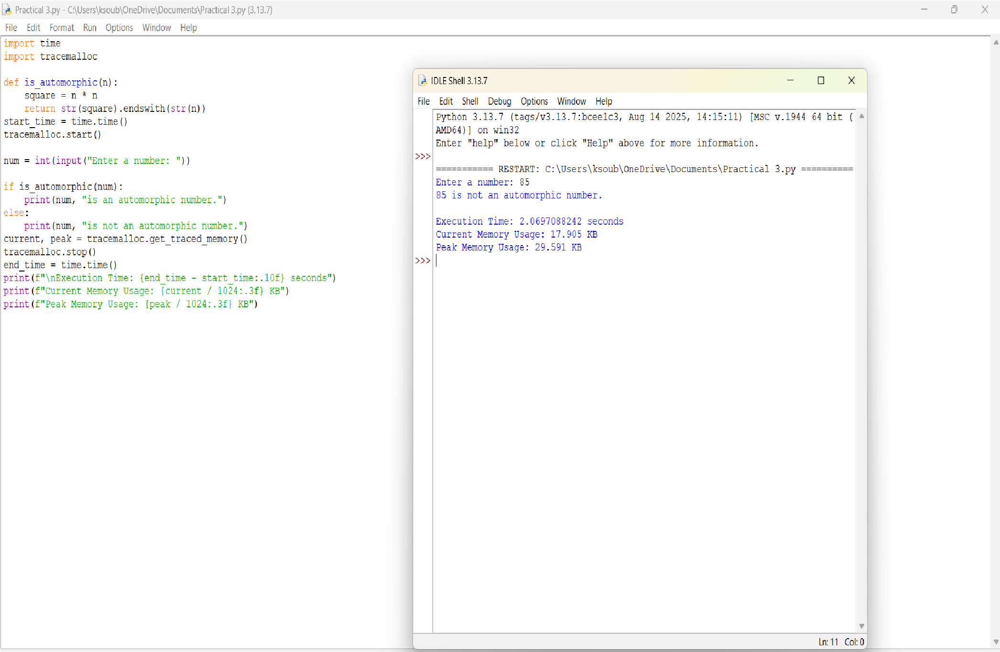 Practical 3.py - C:\Users\ksoub\OneDrive\Documents\Practical 3.py (3.13.7)
File Edit Format Run Options Window Help
import time
import tracemalloc

def is_automorphic(n):
    square = n * n
    return str(square).endswith(str(n))
start_time = time.time()
tracemalloc.start()

num = int(input("Enter a number: "))

if is_automorphic(num):
    print(num, "is an automorphic number.")
else:
    print(num, "is not an automorphic number.")
current, peak = tracemalloc.get_traced_memory()
tracemalloc.stop()
end_time = time.time()
print(f"\nExecution Time: {end_time - start_time:.10f} seconds")
print(f"Current Memory Usage: {current / 1024:.3f} KB")
print(f"Peak Memory Usage: {peak / 1024:.3f} KB")
IDLE Shell 3.13.7
File Edit Shell Debug Options Window Help
Python 3.13.7 (tags/v3.13.7:bcee1c3, Aug 14 2025, 14:15:11) [MSC v.1944 64 bit (
AMD64)] on win32
Enter "help" below or click "Help" above for more information.
>>>
=========== RESTART: C:\Users\ksoub\OneDrive\Documents\Practical 3.py ==========
Enter a number: 85
85 is not an automorphic number.

Execution Time: 2.0697088242 seconds
Current Memory Usage: 17.905 KB
Peak Memory Usage: 29.591 KB
>>>
Ln: 11 Col: 0